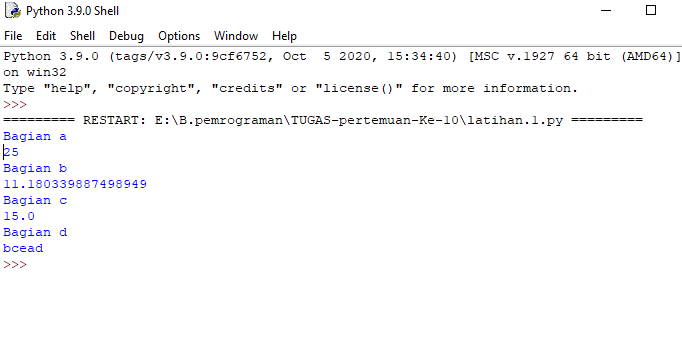 Python 3.9.0 Shell
File Edit Shell Debug Options Window Help
Python 3.9.0 (tags/v3.9.0:9cf6752, Oct  5 2020, 15:34:40) [MSC v.1927 64 bit (AMD64)]
on win32
Type "help", "copyright", "credits" or "license()" for more information.
>>>
========= RESTART: E:\B.pemrograman\TUGAS-pertemuan-Ke-10\latihan.1.py =========
Bagian a
25
Bagian b
11.180339887498949
Bagian c
15.0
Bagian d
bcead
>>>